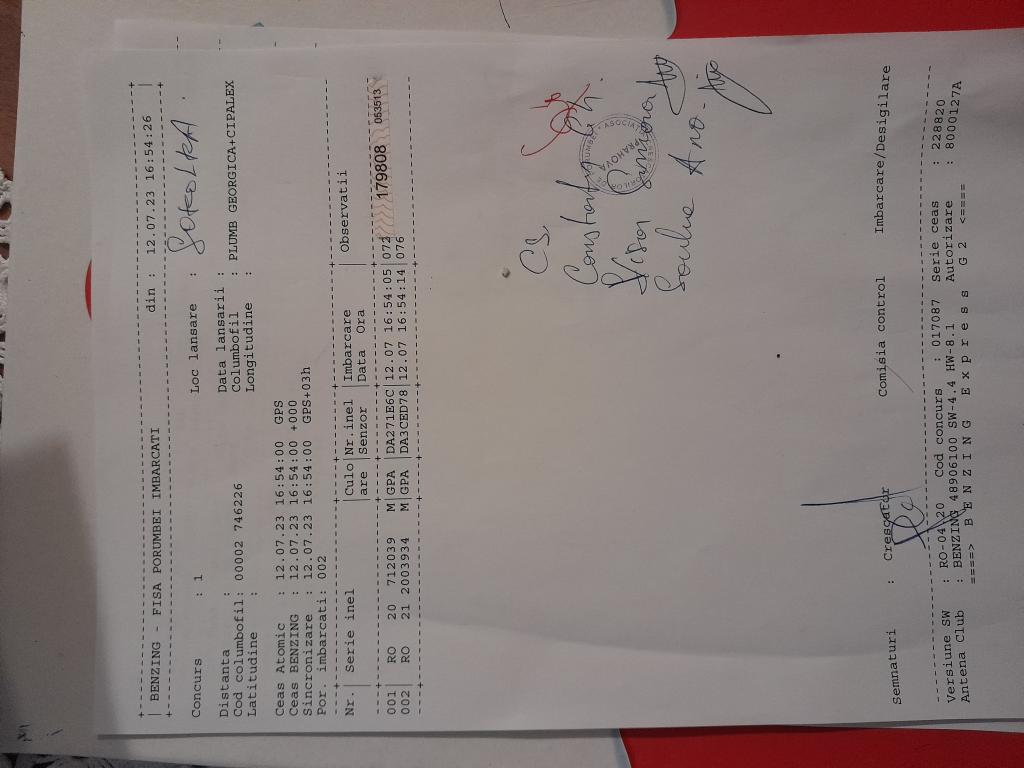 BENZING - FISA PORUMBEI IMBARCATI din : 12.07.23 16:54:26
Concurs : 1 Loc lansare : Sokolka
Distanta : Data lansarii :
Cod columbofil: 00002 746226 Columbofil : PLUMB GEORGICA+CIPALEX
Latitudine : Longitudine :
Ceas Atomic : 12.07.23 16:54:00 GPS
Ceas BENZING : 12.07.23 16:54:00 +000
Sincronizare : 12.07.23 16:54:00 GPS+03h
Por. imbarcati: 002
Nr. | Serie inel | Culo | Nr.inel | Imbarcare | Observatii
are | Senzor | Data Ora
001 | RO 20 712039 M | GPA | DA271E6C | 12.07 16:54:05 | 072
002 | RO 21 2003934 M | GPA | DA3CED78 | 12.07 16:54:14 | 076
179808 063513
CS,
PRAHOVA
Semnaturi : Crescator Comisia control Imbarcare/Desigilare
Versiune SW : RO-04.20 Cod concurs : 017087 Serie ceas : 228820
Antena Club : BENZING 48906100 SW-4.4 HW-8.1 Autorizare : 8000127A
====> B E N Z I N G E x p r e s s G 2 <====